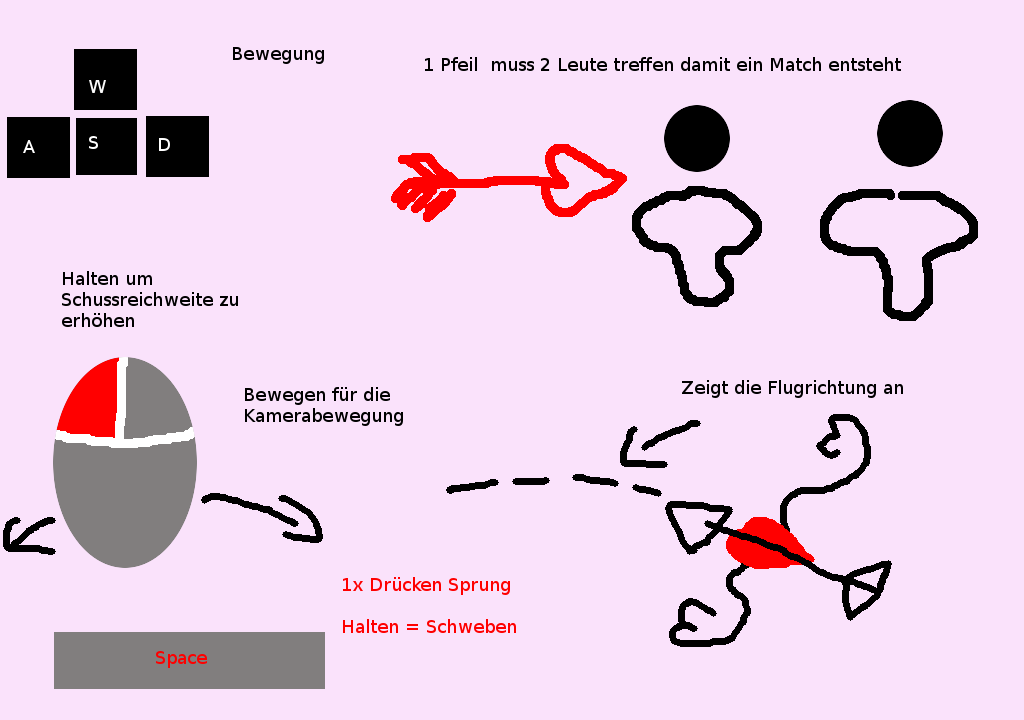 Bewegung
1 Pfeil  muss 2 Leute treffen damit ein Match entsteht
W
A
S
D
Halten um
Schussreichweite zu
erhöhen
Bewegen für die
Kamerabewegung
Zeigt die Flugrichtung an
1x Drücken Sprung
Halten = Schweben
Space